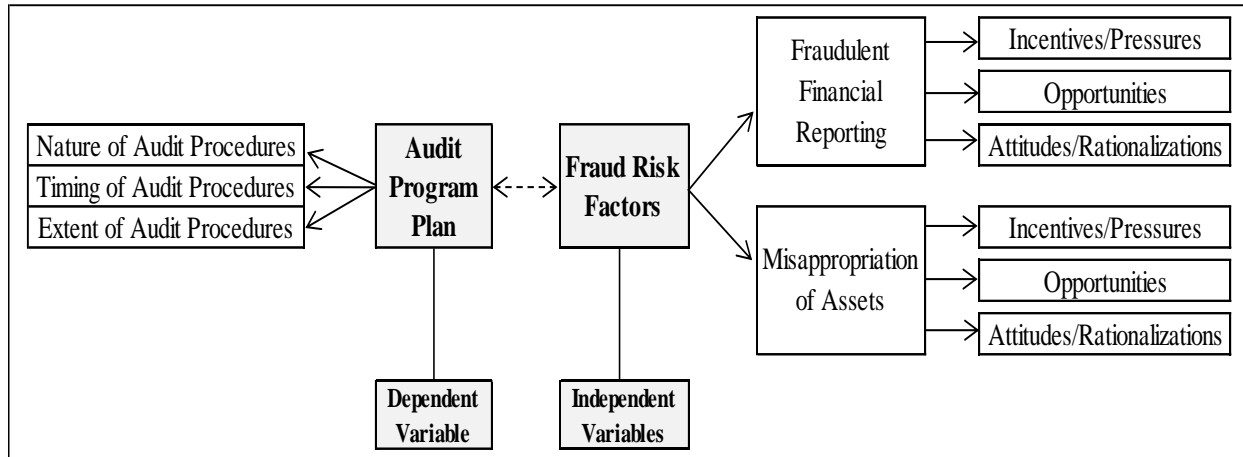 Nature of Audit Procedures
Timing of Audit Procedures
Extent of Audit Procedures
Audit
Program
Plan
Dependent
Variable
Fraud Risk
Factors
Independent
Variables
Fraudulent
Financial
Reporting
Incentives/Pressures
Opportunities
Attitudes/Rationalizations
Misappropriation
of Assets
Incentives/Pressures
Opportunities
Attitudes/Rationalizations